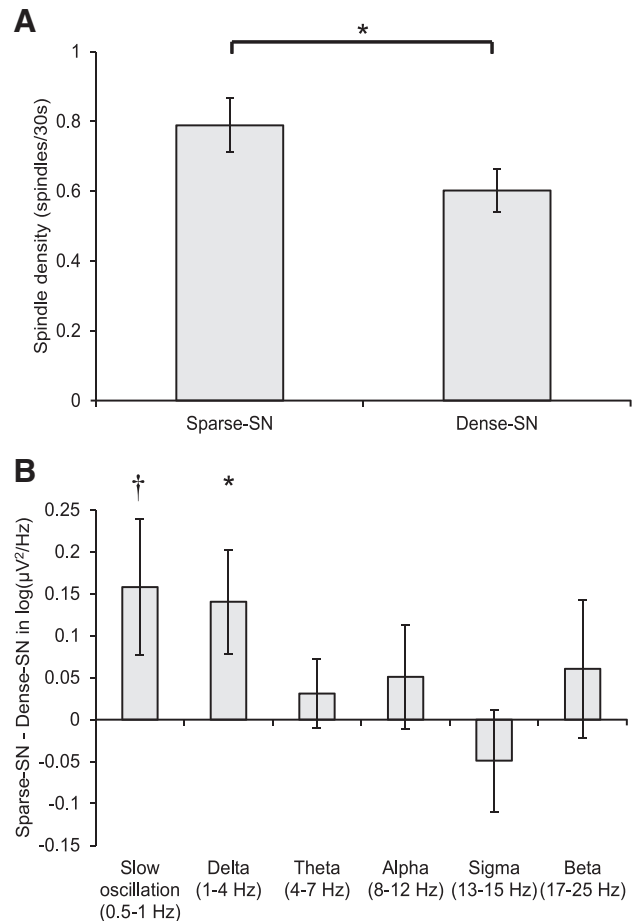 A
*
1
0.8
0.6
0.4
0.2
0
Spindle density (spindles/30s)
Sparse-SN Dense-SN
B
† *
0.25
0.2
0.15
0.1
0.05
0
-0.05
-0.1
-0.15
Sparse-SN - Dense-SN in log(µV²/Hz)
Slow Delta Theta Alpha Sigma Beta
oscillation (1-4 Hz) (4-7 Hz) (8-12 Hz) (13-15 Hz) (17-25 Hz)
(0.5-1 Hz)